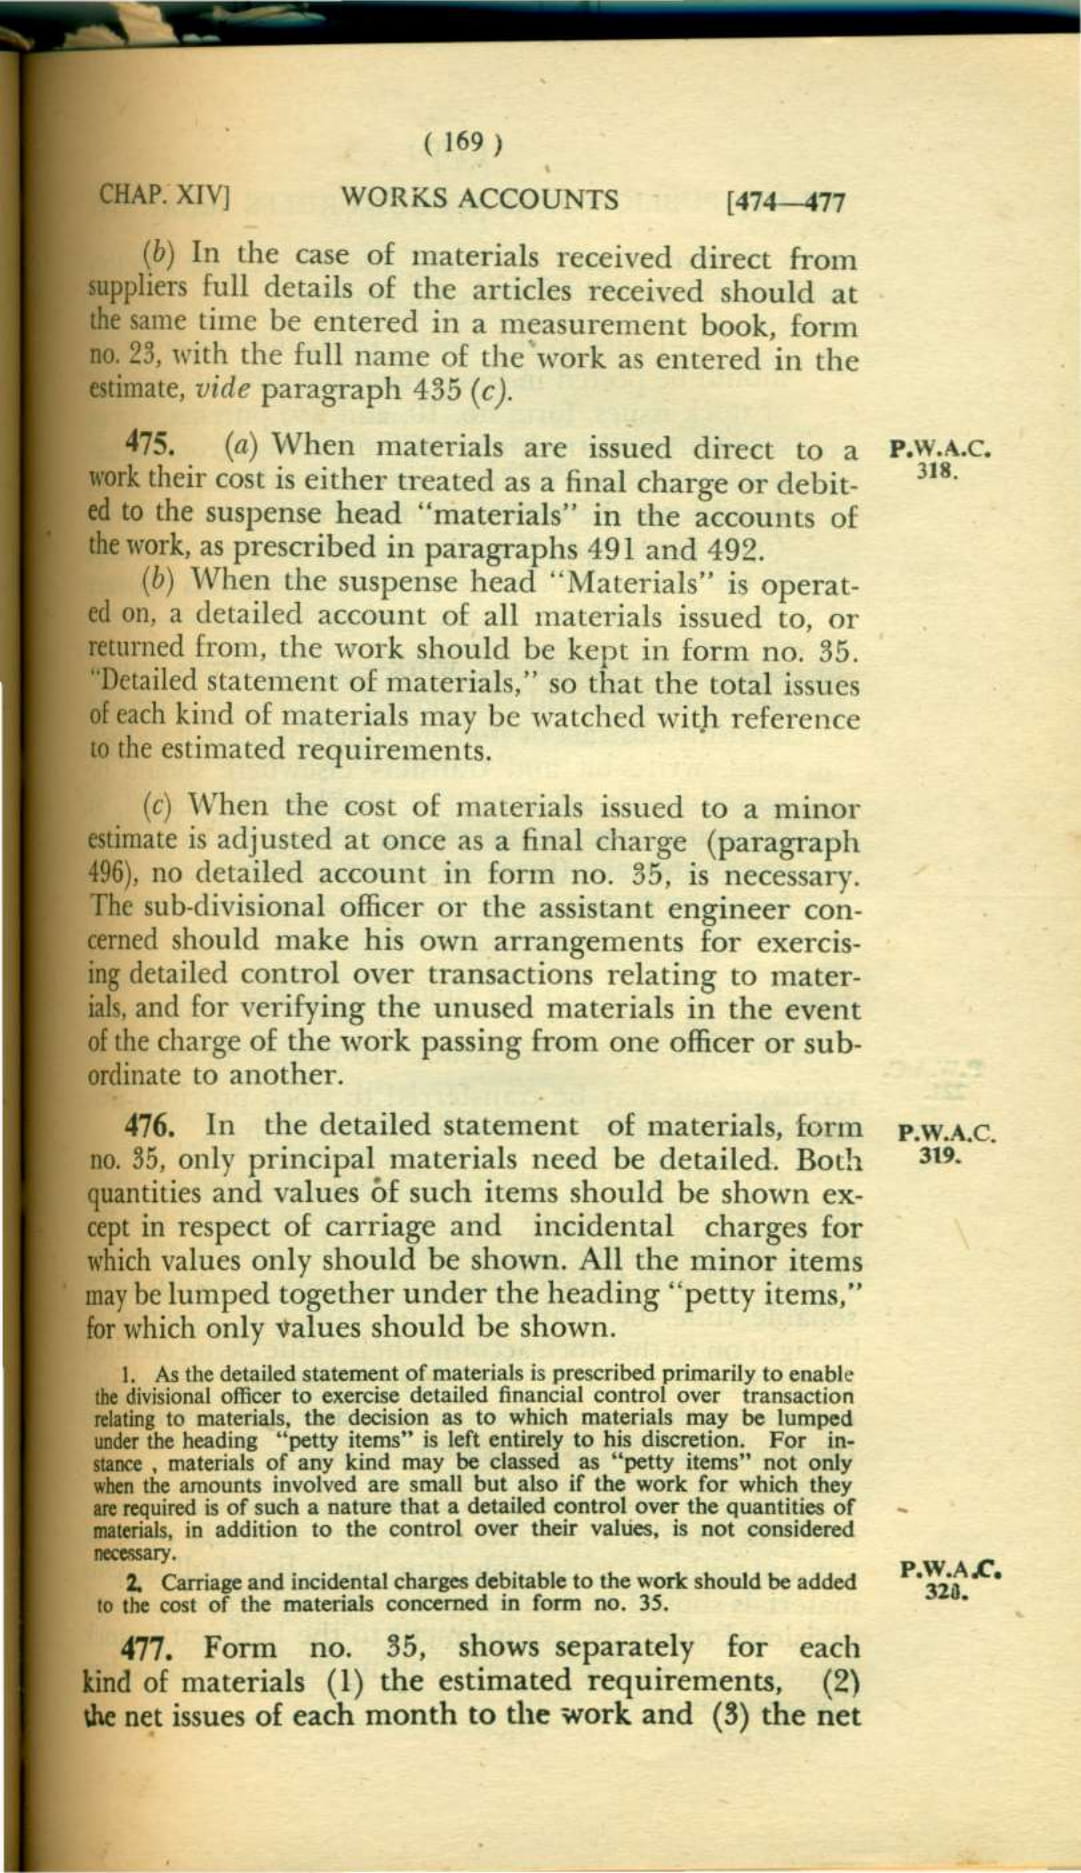 ( 169 )
CHAP. XIV] WORKS ACCOUNTS [474—477
(b) In the case of materials received direct from
suppliers full details of the articles received should at
the same time be entered in a measurement book, form
no. 23, with the full name of the work as entered in the
estimate, vide paragraph 435 (c).
475. (a) When materials are issued direct to a P.W.A.C.
work their cost is either treated as a final charge or debit- 318.
ed to the suspense head "materials" in the accounts of
the work, as prescribed in paragraphs 491 and 492.
(b) When the suspense head "Materials" is operat-
ed on, a detailed account of all materials issued to, or
returned from, the work should be kept in form no. 35.
"Detailed statement of materials," so that the total issues
of each kind of materials may be watched with reference
to the estimated requirements.
(c) When the cost of materials issued to a minor
estimate is adjusted at once as a final charge (paragraph
496), no detailed account in form no. 35, is necessary.
The sub-divisional officer or the assistant engineer con-
cerned should make his own arrangements for exercis-
ing detailed control over transactions relating to mater-
ials, and for verifying the unused materials in the event
of the charge of the work passing from one officer or sub-
ordinate to another.
476. In the detailed statement of materials, form P.W.A.C.
no. 35, only principal materials need be detailed. Both 319.
quantities and values of such items should be shown ex-
cept in respect of carriage and incidental charges for
which values only should be shown. All the minor items
may be lumped together under the heading "petty items,"
for which only values should be shown.
1. As the detailed statement of materials is prescribed primarily to enable
the divisional officer to exercise detailed financial control over transaction
relating to materials, the decision as to which materials may be lumped
under the heading "petty items" is left entirely to his discretion. For in-
stance , materials of any kind may be classed as "petty items" not only
when the amounts involved are small but also if the work for which they
are required is of such a nature that a detailed control over the quantities of
materials, in addition to the control over their values, is not considered
necessary.
2. Carriage and incidental charges debitable to the work should be added P.W.A.C.
to the cost of the materials concerned in form no. 35. 320.
477. Form no. 35, shows separately for each
kind of materials (1) the estimated requirements, (2)
the net issues of each month to the work and (3) the net